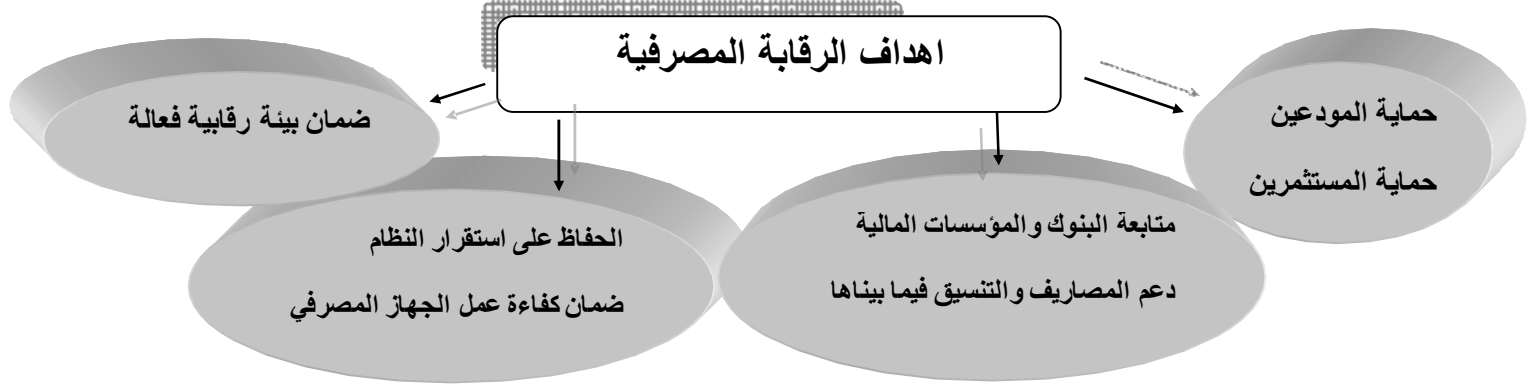 اهداف الرقابة المصرفية
حماية المودعين
حماية المستثمرين
متابعة البنوك والمؤسسات المالية
دعم المصاريف والتنسيق فيما بيناها
الحفاظ على استقرار النظام
ضمان كفاءة عمل الجهاز المصرفي
ضمان بيئة رقابية فعالة